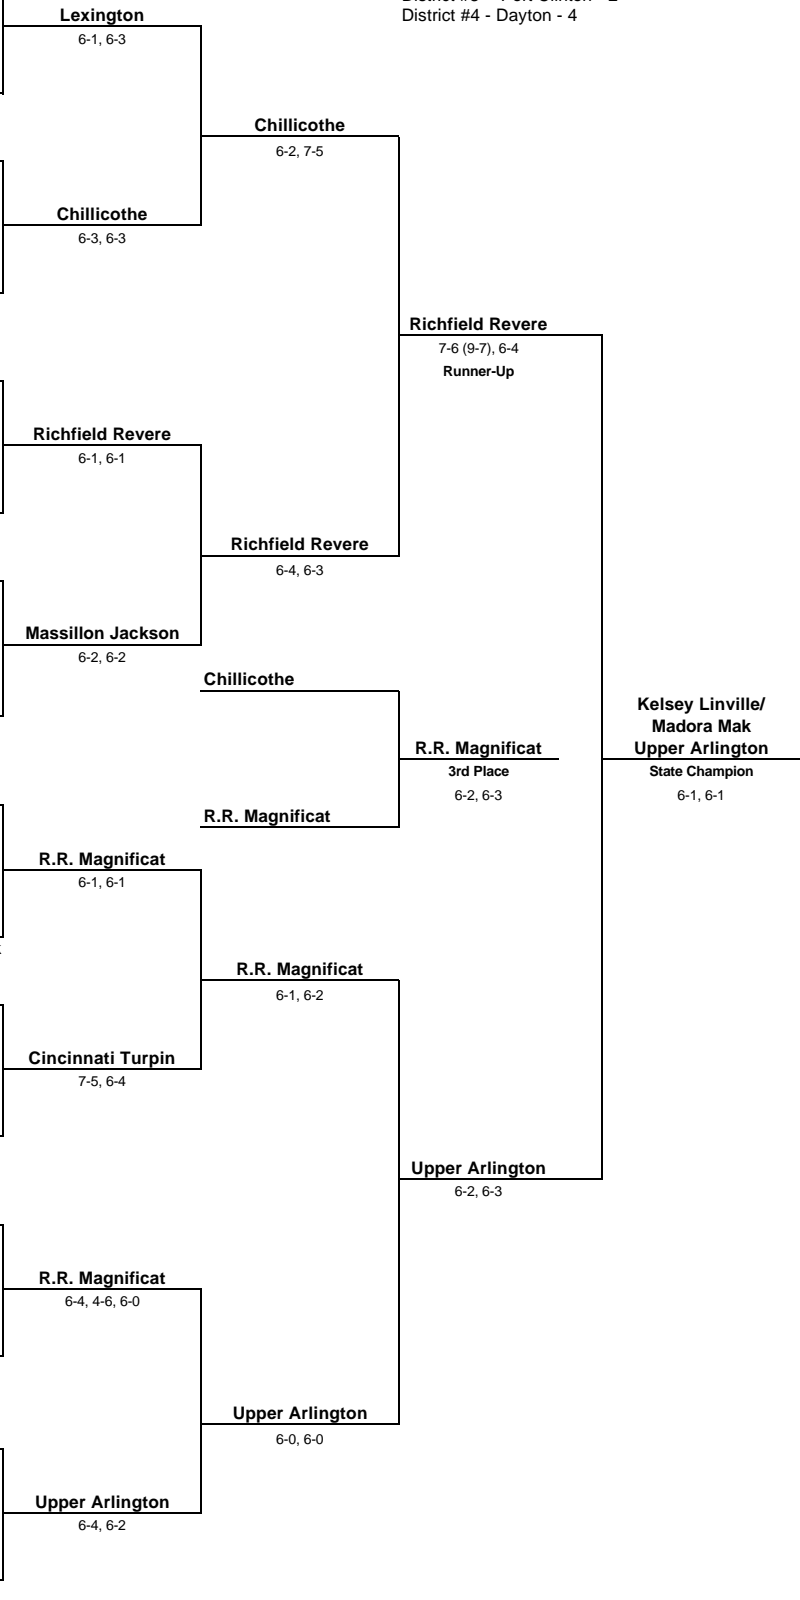 District #4 - Dayton - 4
Lexington
6-1, 6-3
Chillicothe
6-2, 7-5
Chillicothe
6-3, 6-3
Richfield Revere
7-6 (9-7), 6-4
Runner-Up
Richfield Revere
6-1, 6-1
Richfield Revere
6-4, 6-3
Massillon Jackson
6-2, 6-2
Chillicothe
Kelsey Linville/
Madora Mak
Upper Arlington
State Champion
6-1, 6-1
R.R. Magnificat
3rd Place
6-2, 6-3
R.R. Magnificat
R.R. Magnificat
6-1, 6-1
R.R. Magnificat
6-1, 6-2
Cincinnati Turpin
7-5, 6-4
Upper Arlington
6-2, 6-3
R.R. Magnificat
6-4, 4-6, 6-0
Upper Arlington
6-0, 6-0
Upper Arlington
6-4, 6-2